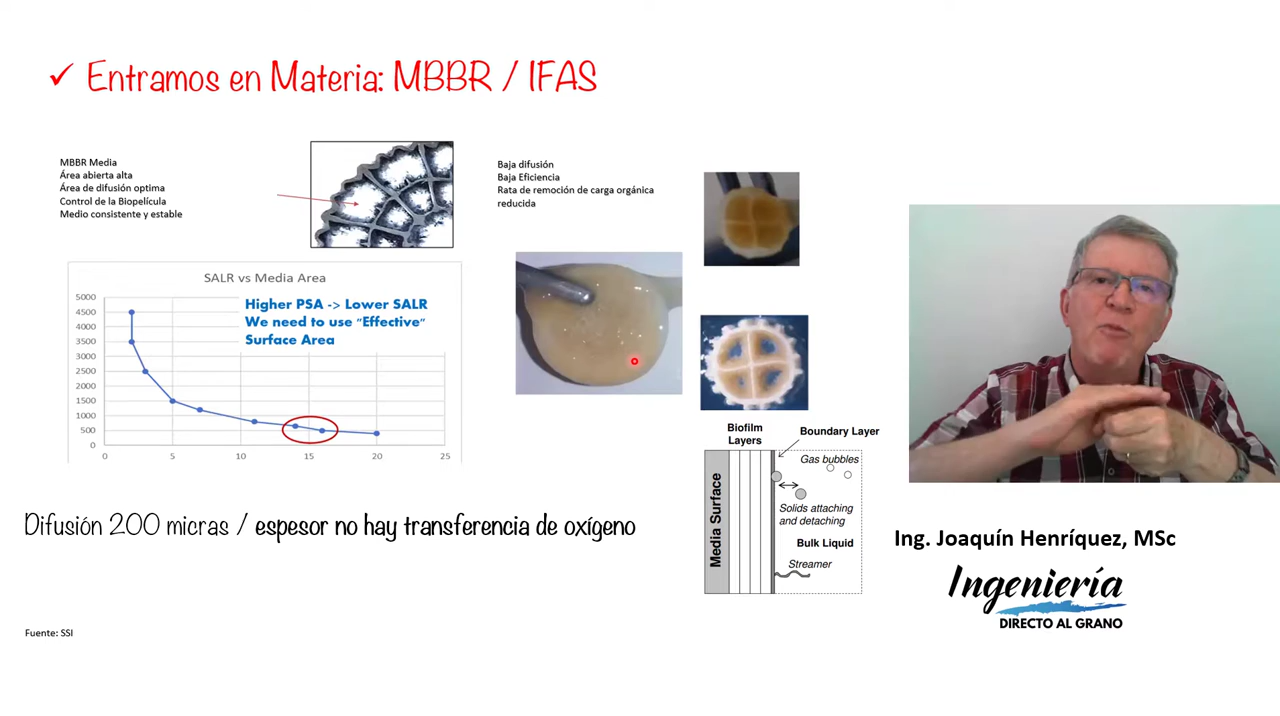 ✓ Entramos en Materia: MBBR / IFAS
MBBR Media
Área abierta alta
Área de difusión optima
Control de la Biopelícula
Medio consistente y estable
Baja difusión
Baja Eficiencia
Rata de remoción de carga orgánica
reducida
SALR vs Media Area
Higher PSA -> Lower SALR
We need to use "Effective"
Surface Area
5000
4500
4000
3500
3000
2500
2000
1500
1000
500
0
0 5 10 15 20 25
Biofilm
Layers
Boundary Layer
Gas bubbles
Media Surface
Solids attaching
and detaching
Bulk Liquid
Streamer
Difusión 200 micras / espesor no hay transferencia de oxígeno
Ing. Joaquín Henríquez, MSc
Ingeniería
DIRECTO AL GRANO
Fuente: SSI